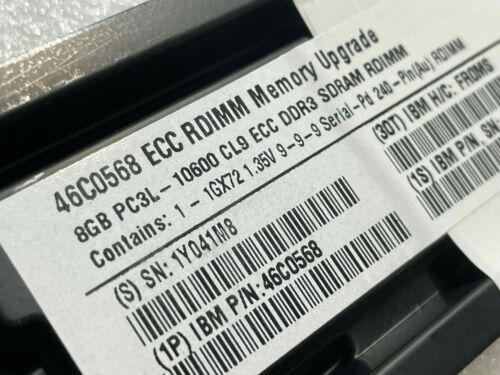 46C0568 ECC RDIMM Memory Upgrade
8GB PC3L-10600 CL9 ECC DDR3 SDRAM RDIMM
Contains: 1 - 1GX72 1.35V 9-9-9 Serial-Pd 240-Pin(Au) RDIMM
(S) SN: 1Y041M8
(30T) IBM H/C: FRDMS
(1P) IBM P/N: 46C0568
(1S) IBM P/N, SN